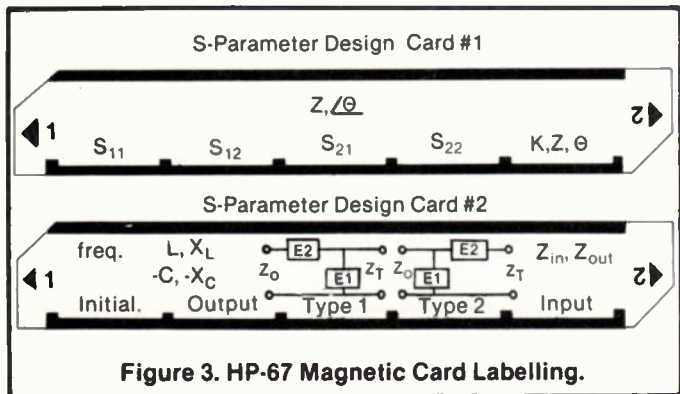 S-Parameter Design Card #1
Z,/Θ
1 S11 S12 S21 S22 K,Z,Θ 2
S-Parameter Design Card #2
freq. L, XL E2 E2 Zin, Zout
1 -C, -XC ZO E1 ZT ZO E1 ZT 2
Initial. Output Type 1 Type 2 Input
Figure 3. HP-67 Magnetic Card Labelling.